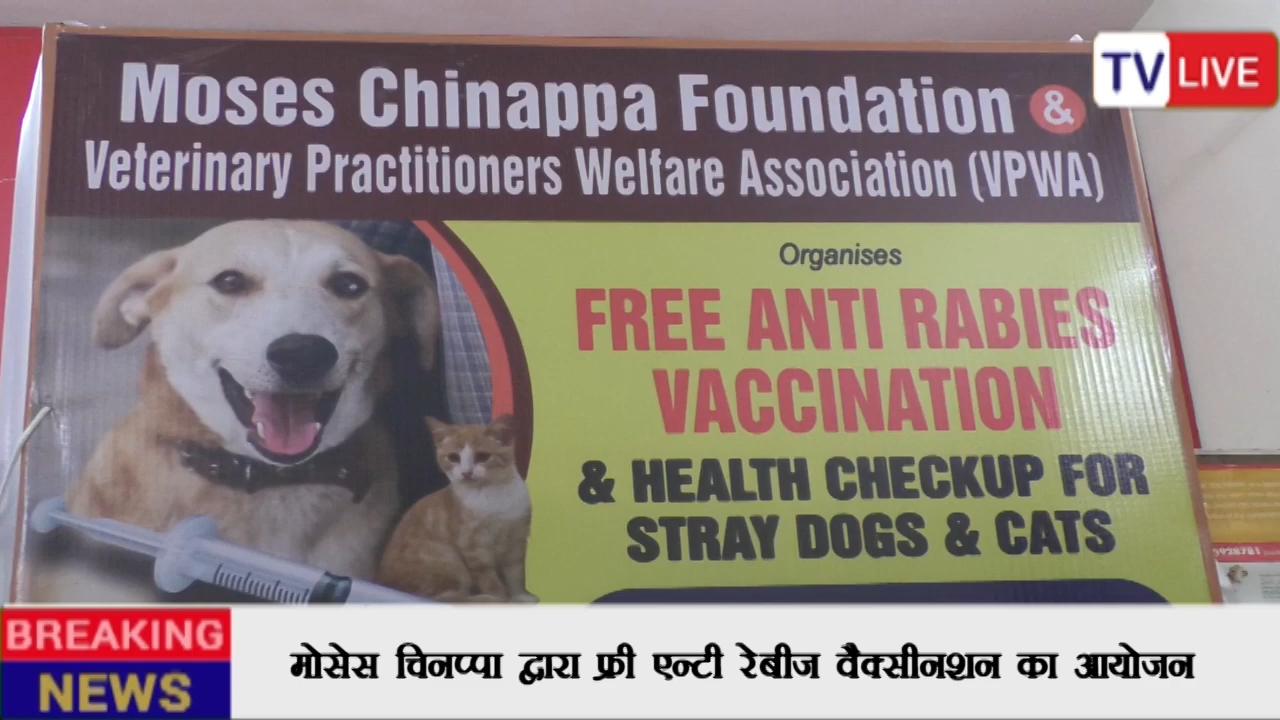 TV LIVE
Moses Chinappa Foundation &
Veterinary Practitioners Welfare Association (VPWA)
Organises
FREE ANTI RABIES
VACCINATION
& HEALTH CHECKUP FOR
STRAY DOGS & CATS
BREAKING
NEWS
मोसेस चिनप्पा द्वारा फ्री एन्टी रेबीज वैक्सीनशन का आयोजन